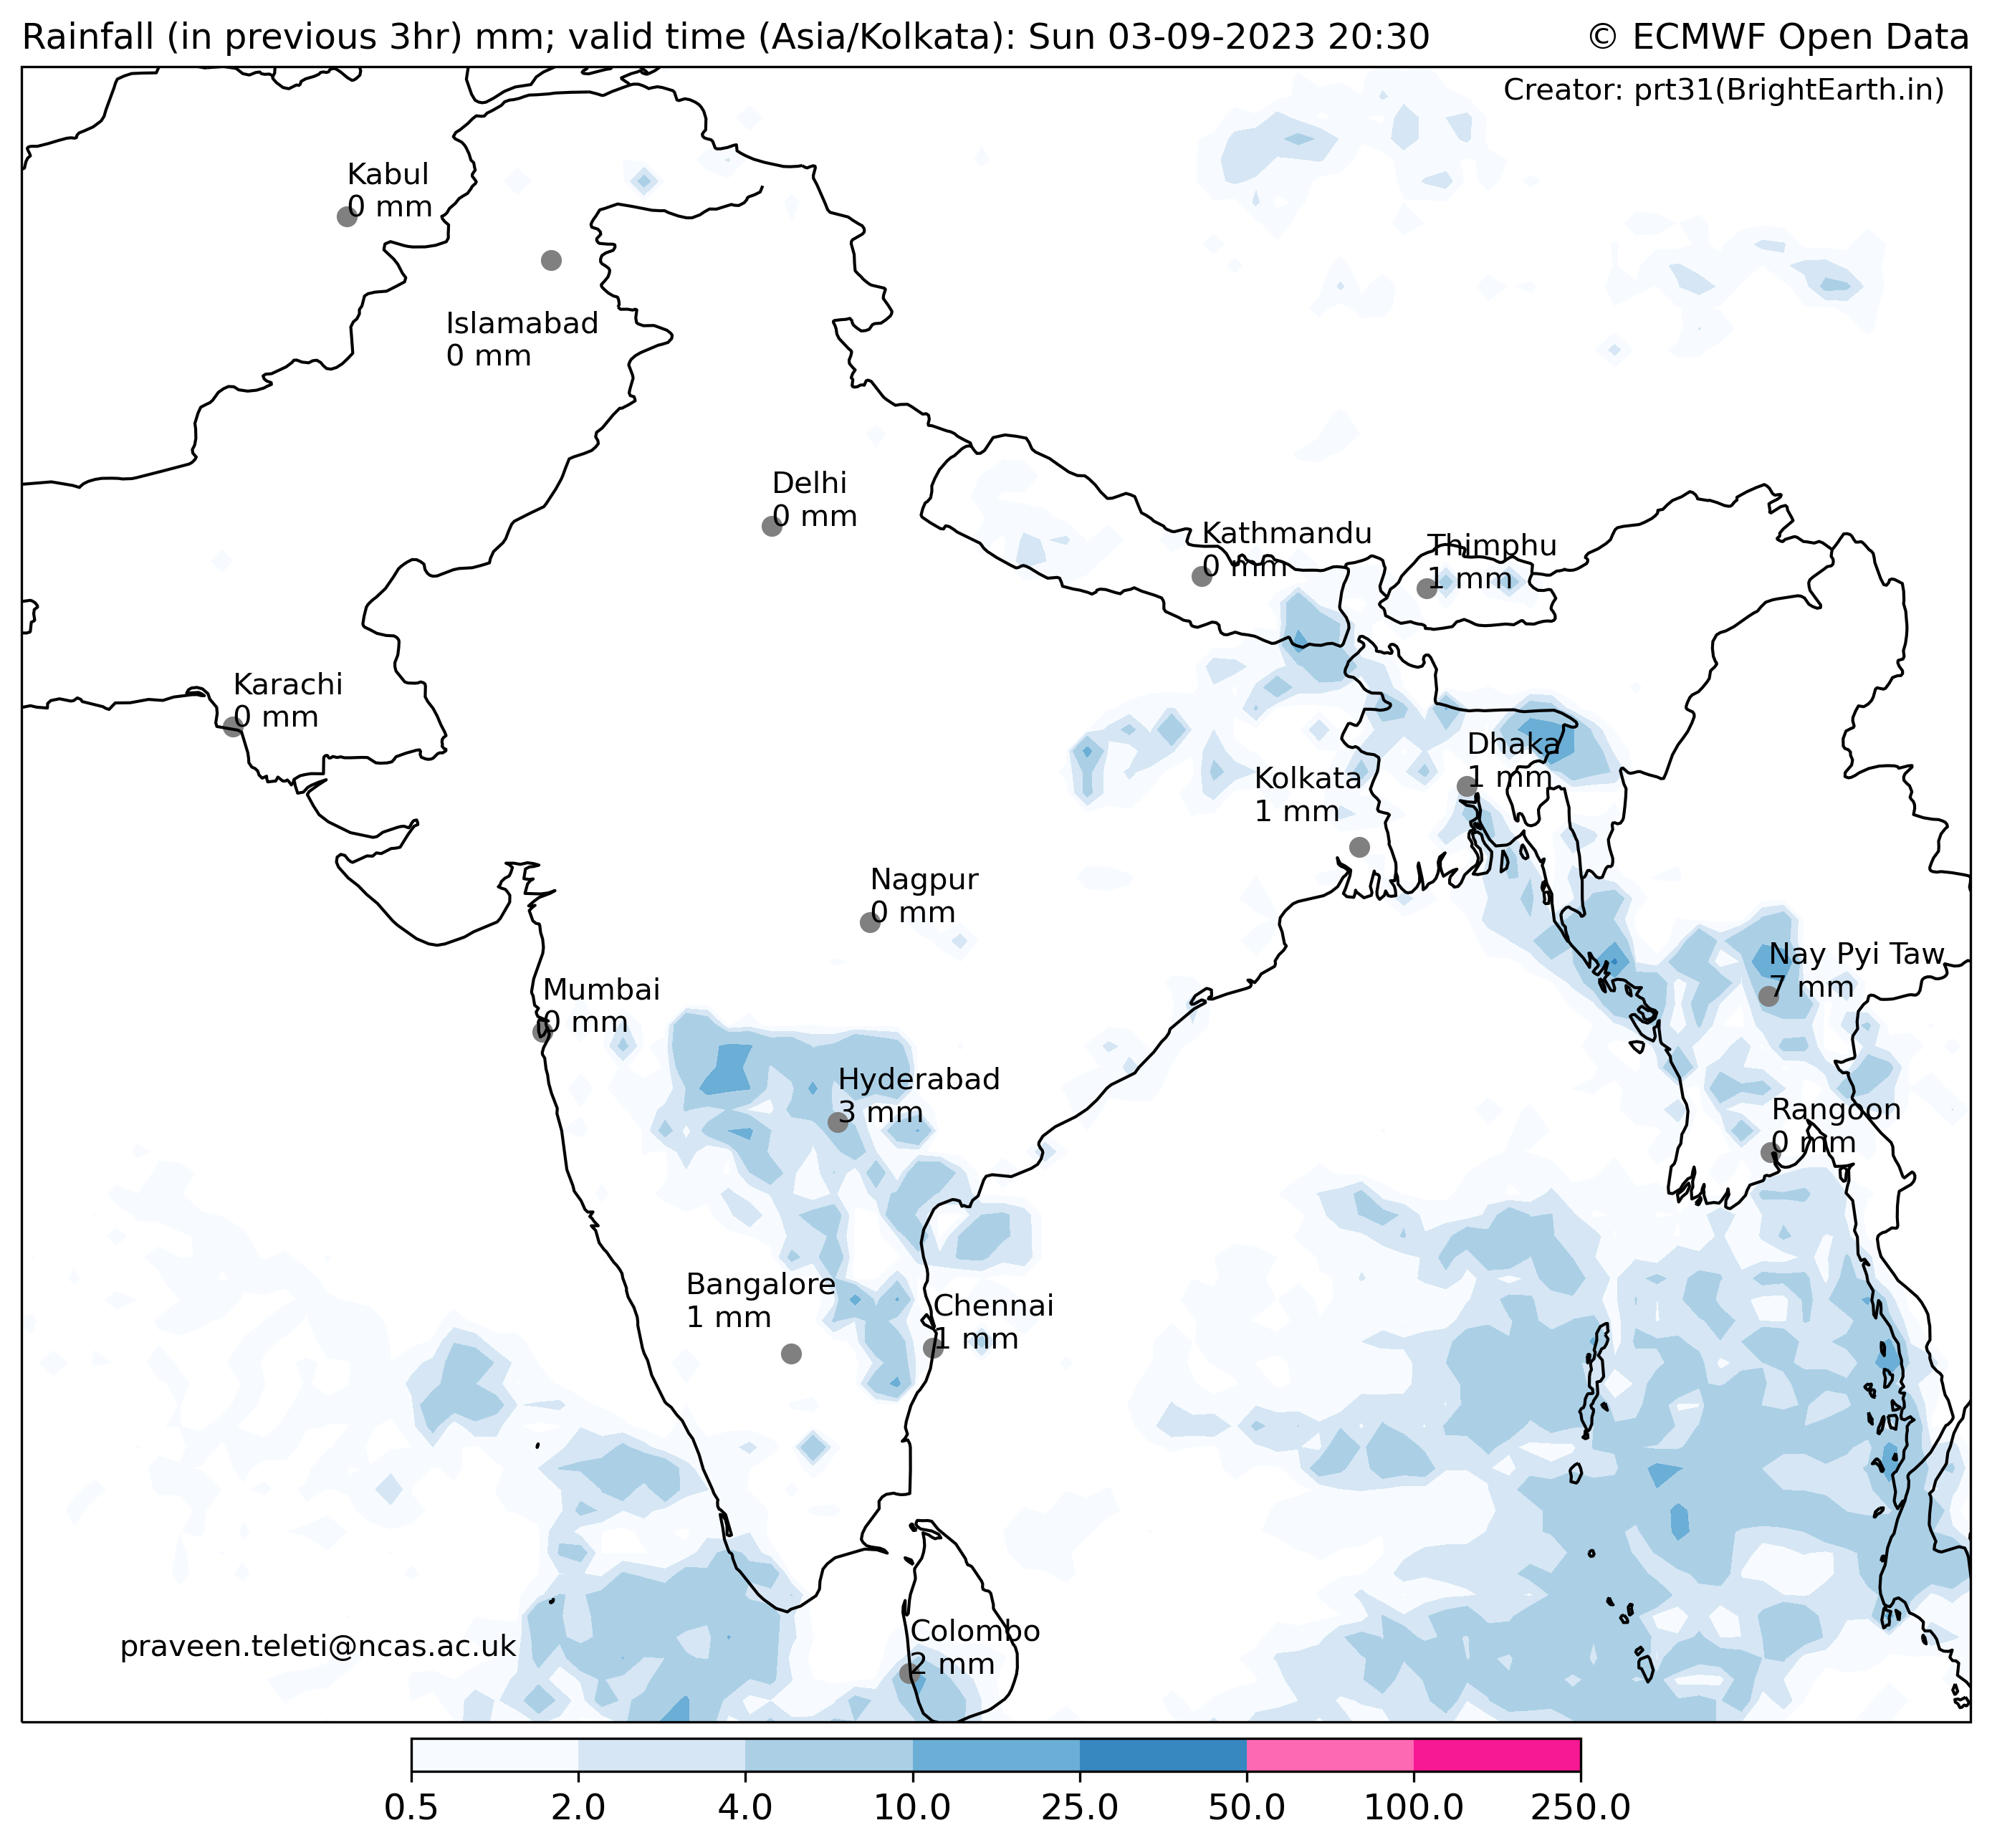 Rainfall (in previous 3hr) mm; valid time (Asia/Kolkata): Sun 03-09-2023 20:30
© ECMWF Open Data
Creator: prt31(BrightEarth.in)
Kabul
0 mm
Islamabad
0 mm
Delhi
0 mm
Kathmandu
0 mm
Thimphu
1 mm
Karachi
0 mm
Dhaka
1 mm
Kolkata
1 mm
Nagpur
0 mm
Nay Pyi Taw
7 mm
Mumbai
0 mm
Hyderabad
3 mm
Rangoon
0 mm
Bangalore
1 mm
Chennai
1 mm
Colombo
2 mm
praveen.teleti@ncas.ac.uk
0.5 2.0 4.0 10.0 25.0 50.0 100.0 250.0